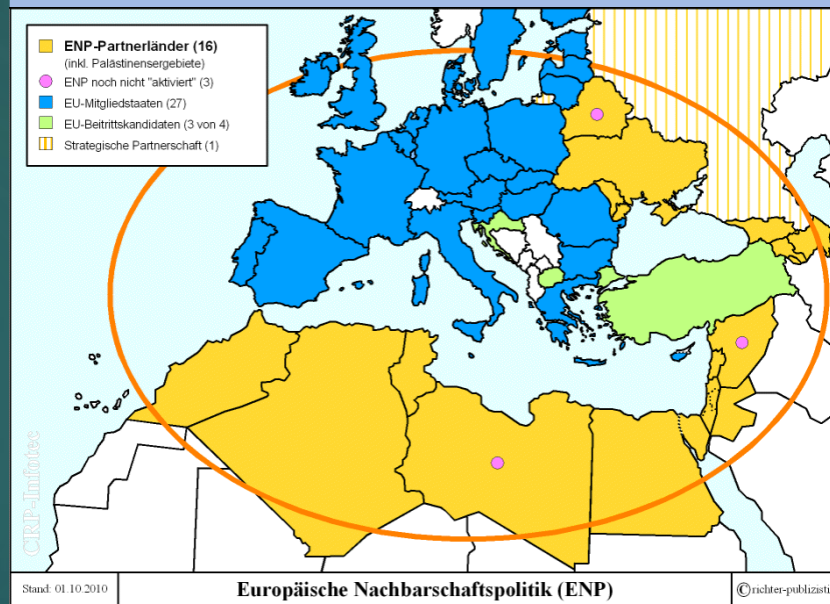 ENP-Partnerländer (16)
(inkl. Palästinensergebiete)
ENP noch nicht "aktiviert" (3)
EU-Mitgliedstaaten (27)
EU-Beitrittskandidaten (3 von 4)
Strategische Partnerschaft (1)
CRP-Infotec
Stand: 01.10.2010
Europäische Nachbarschaftspolitik (ENP)
©richter-publizisti